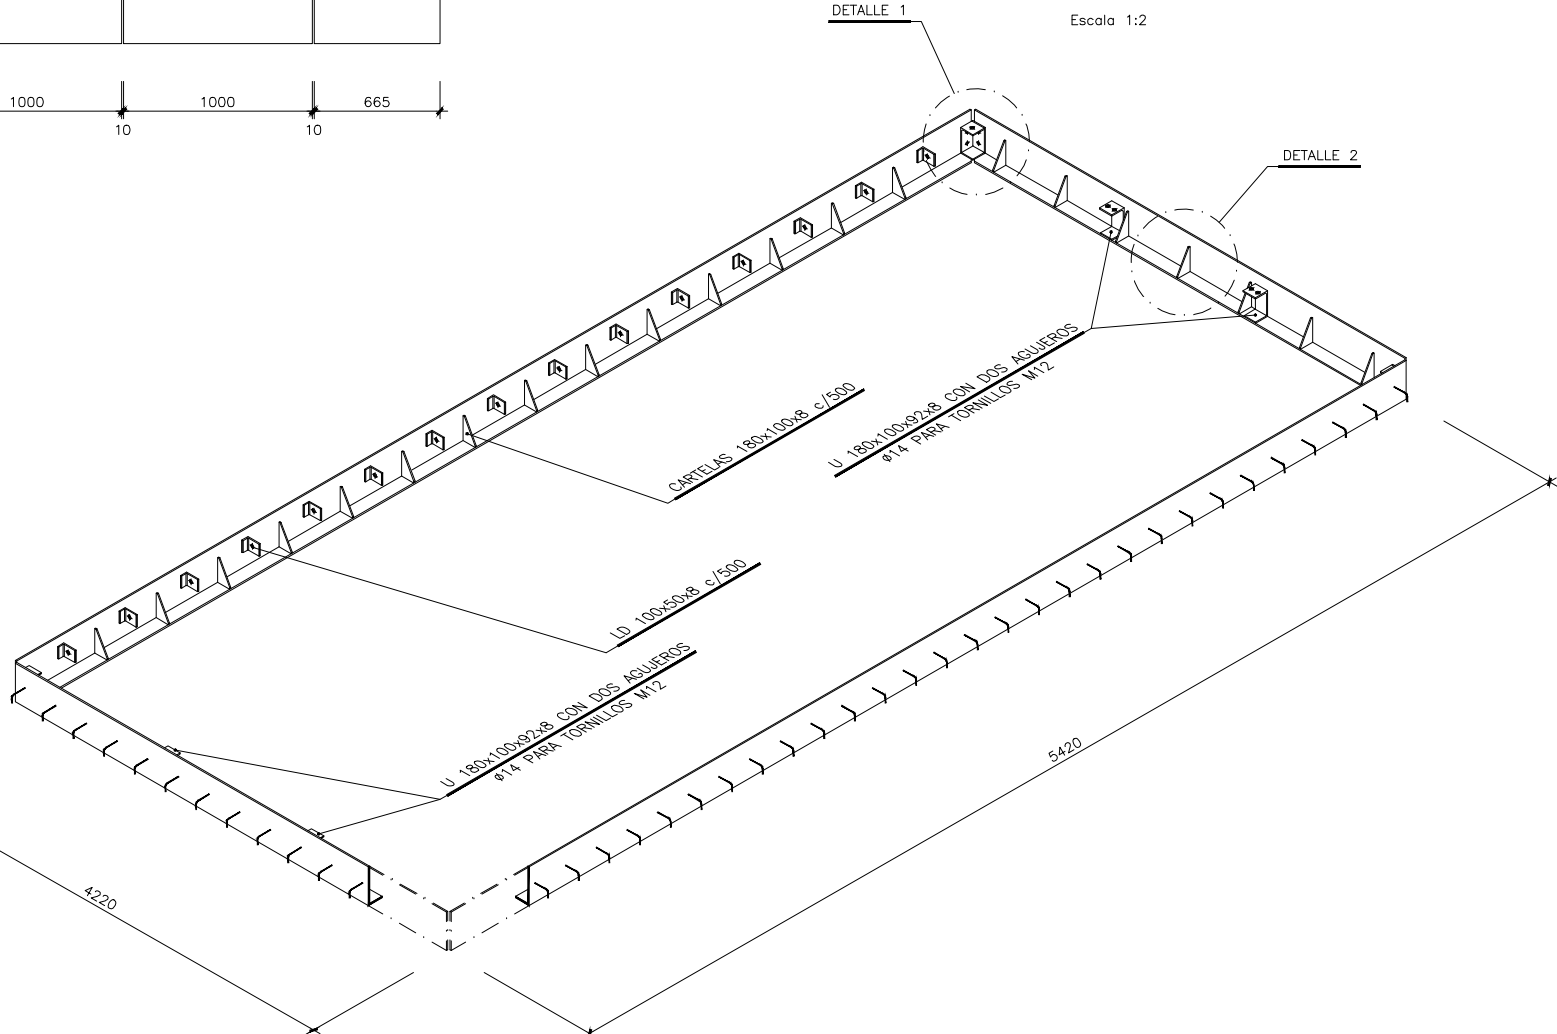 DETALLE 1
Escala 1:2
1000
1000
665
10
10
DETALLE 2
U 180x100x92x8 CON DOS AGUJEROS
ø14 PARA TORNILLOS M12
CARTELAS 180x100x8 c/500
LD 100x50x8 c/500
U 180x100x92x8 CON DOS AGUJEROS
ø14 PARA TORNILLOS M12
5420
4220